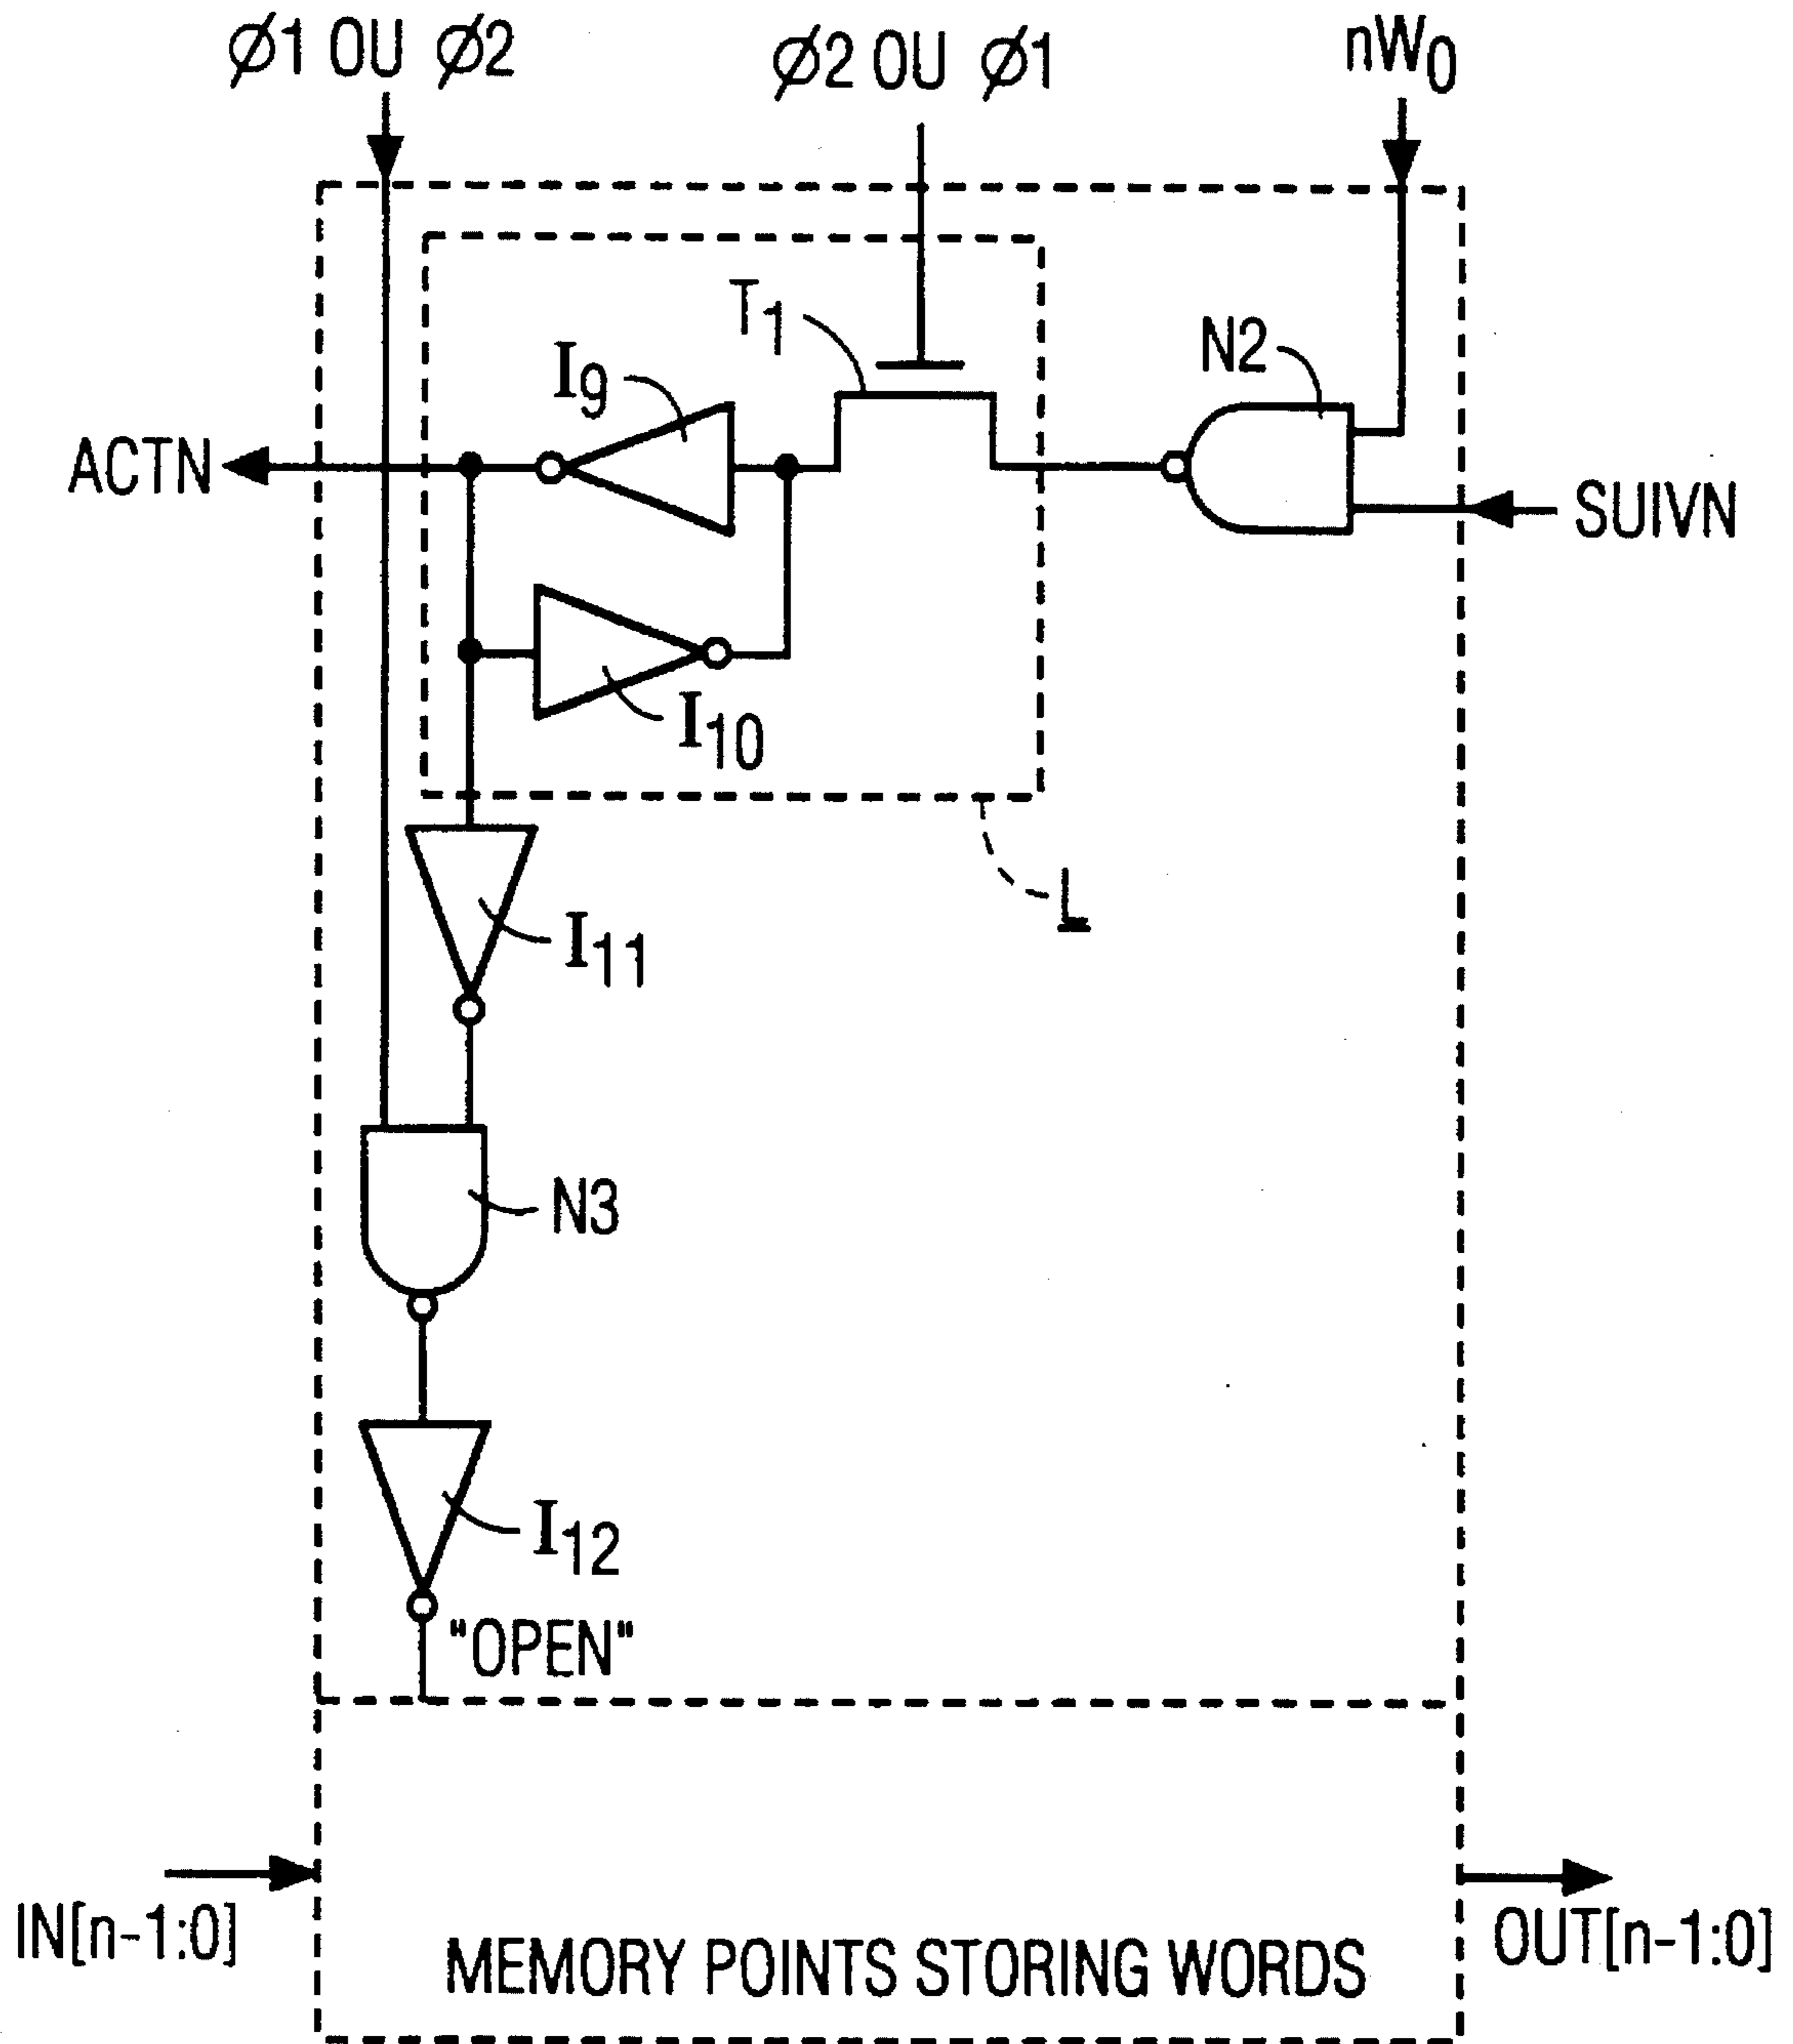 ø1 OU ø2
ø2 OU ø1
nW0
T1
N2
I9
ACTN
SUIVN
I10
L
I11
N3
I12
"OPEN"
IN[n-1:0]
OUT[n-1:0]
MEMORY POINTS STORING WORDS